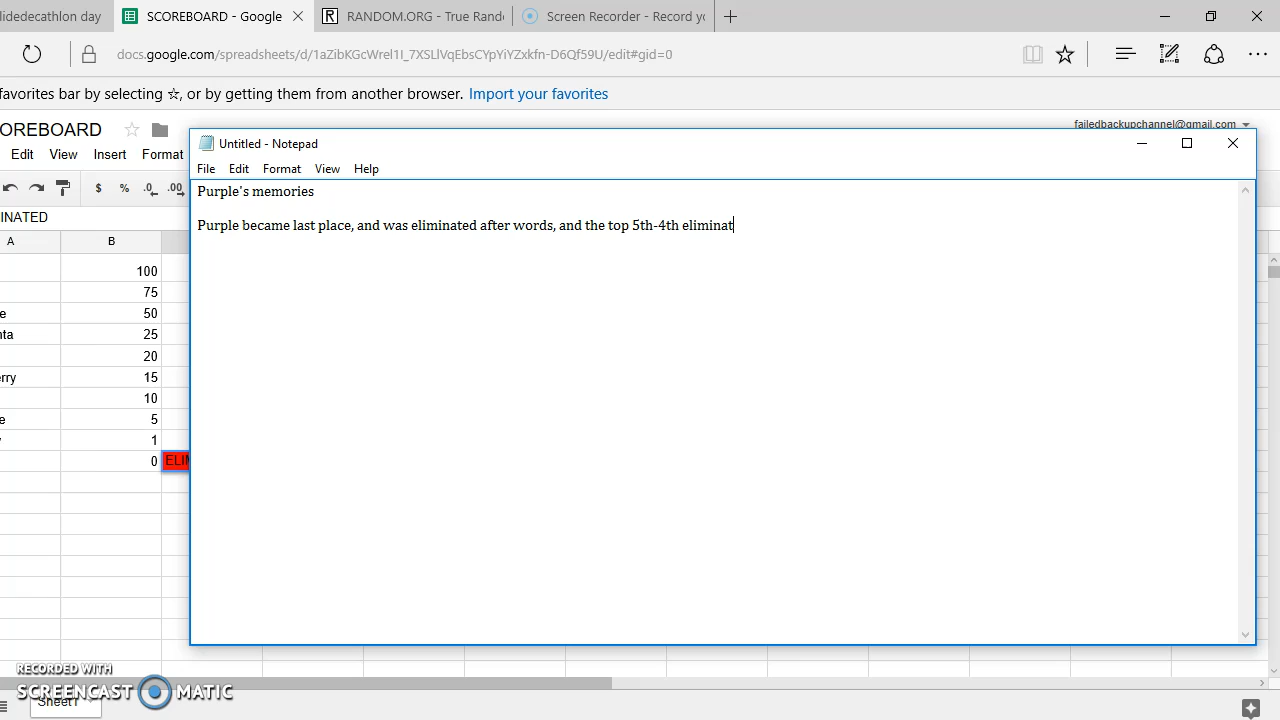 lidedecathlon day
SCOREBOARD - Google
RANDOM.ORG - True Rand
Screen Recorder - Record yo
docs.google.com/spreadsheets/d/1aZibKGcWrel1I_7XSLlVqEbsCYpYiYZxkfn-D6Qf59U/edit#gid=0
favorites bar by selecting ☆, or by getting them from another browser. Import your favorites
OREBOARD
failedbackupchannel@gmail.com
Edit View Insert Format
Untitled - Notepad
File Edit Format View Help
$ % .0 .00
Purple's memories
INATED
Purple became last place, and was eliminated after words, and the top 5th-4th eliminat
A B
100
75
e 50
nta 25
20
erry 15
10
e 5
1
0 ELIM
RECORDED WITH
SCREENCAST MATIC
Sheet1